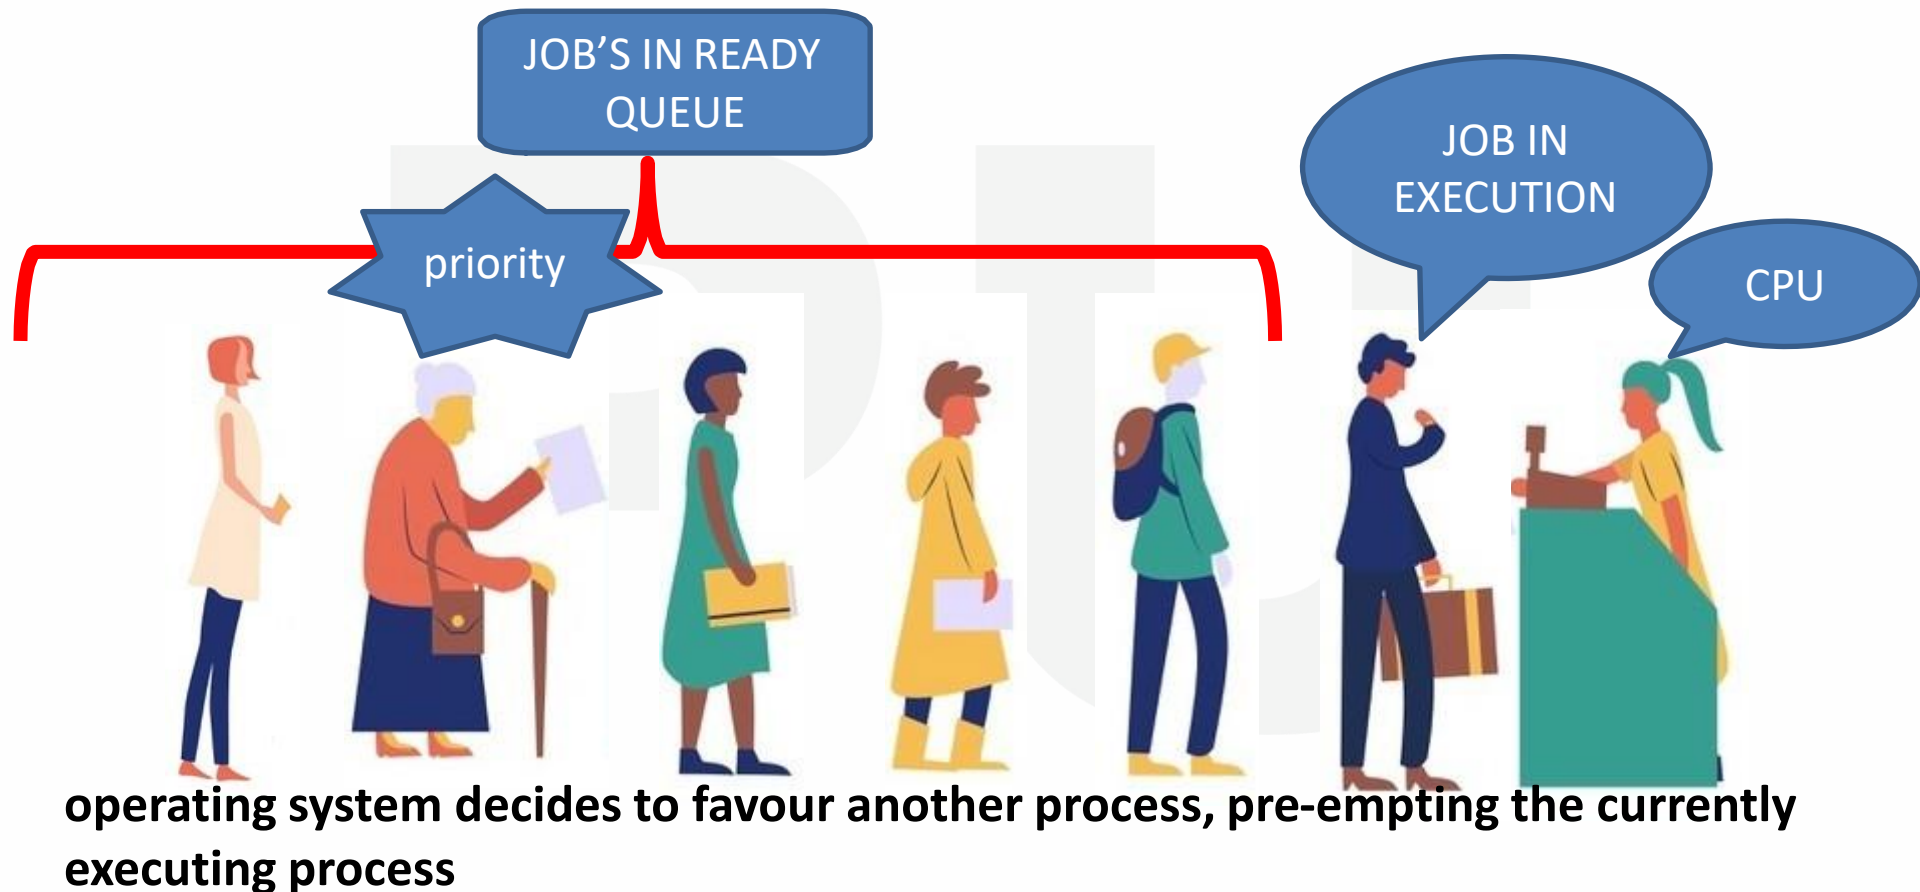 JOB’S IN READY
QUEUE
priority
JOB IN
EXECUTION
CPU
operating system decides to favour another process, pre-empting the currently
executing process